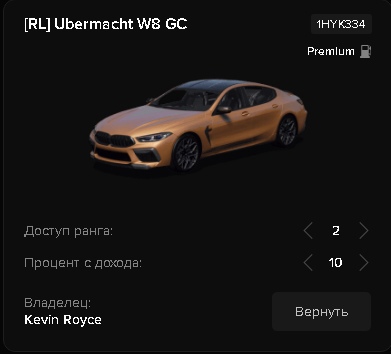 [RL] Ubermacht W8 GC
1HYK334
Premium
Доступ ранга:
2
Процент с дохода:
10
Владелец:
Kevin Royce
Вернуть